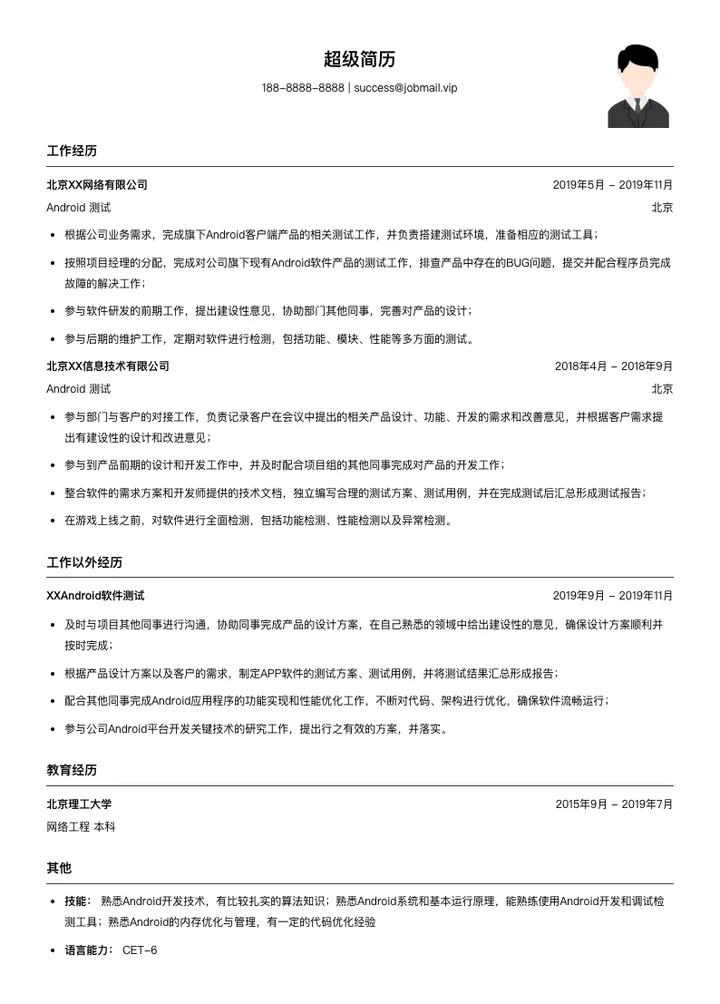 超级简历
188-8888-8888 | success@jobmail.vip
工作经历
北京XX网络有限公司 2019年5月 – 2019年11月
Android 测试 北京
• 根据公司业务需求，完成旗下Android客户端产品的相关测试工作，并负责搭建测试环境，准备相应的测试工具；
• 按照项目经理的分配，完成对公司旗下现有Android软件产品的测试工作，排查产品中存在的BUG问题，提交并配合程序员完成
故障的解决工作；
• 参与软件研发的前期工作，提出建设性意见，协助部门其他同事，完善对产品的设计；
• 参与后期的维护工作，定期对软件进行检测，包括功能、模块、性能等多方面的测试。
北京XX信息技术有限公司 2018年4月 – 2018年9月
Android 测试 北京
• 参与部门与客户的对接工作，负责记录客户在会议中提出的相关产品设计、功能、开发的需求和改善意见，并根据客户需求提
出有建设性的设计和改进意见；
• 参与到产品前期的设计和开发工作中，并及时配合项目组的其他同事完成对产品的开发工作；
• 整合软件的需求方案和开发师提供的技术文档，独立编写合理的测试方案、测试用例，并在完成测试后汇总形成测试报告；
• 在游戏上线之前，对软件进行全面检测，包括功能检测、性能检测以及异常检测。
工作以外经历
XXAndroid软件测试 2019年9月 – 2019年11月
• 及时与项目其他同事进行沟通，协助同事完成产品的设计方案，在自己熟悉的领域中给出建设性的意见，确保设计方案顺利并
按时完成；
• 根据产品设计方案以及客户的需求，制定APP软件的测试方案、测试用例，并将测试结果汇总形成报告；
• 配合其他同事完成Android应用程序的功能实现和性能优化工作，不断对代码、架构进行优化，确保软件流畅运行；
• 参与公司Android平台开发关键技术的研究工作，提出行之有效的方案，并落实。
教育经历
北京理工大学 2015年9月 – 2019年7月
网络工程 本科
其他
• 技能： 熟悉Android开发技术，有比较扎实的算法知识；熟悉Android系统和基本运行原理，能熟练使用Android开发和调试检
测工具；熟悉Android的内存优化与管理，有一定的代码优化经验
• 语言能力： CET-6